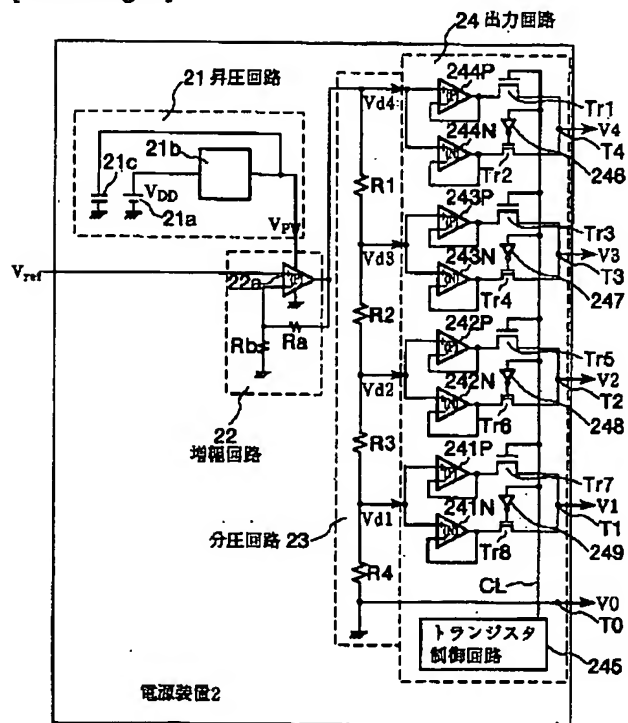 24 出力回路
21 昇圧回路
21b
21c
VDD
21a
VPW
Vref
22a
Rb
Ra
22
増幅回路
分圧回路 23
Vd4
R1
Vd3
R2
Vd2
R3
Vd1
R4
244P
Tr1
V4
T4
244N
Tr2
246
243P
Tr3
V3
T3
243N
Tr4
247
242P
Tr5
V2
T2
242N
Tr6
248
241P
Tr7
V1
T1
241N
Tr8
249
CL
V0
T0
トランジスタ
制御回路
245
電源装置2